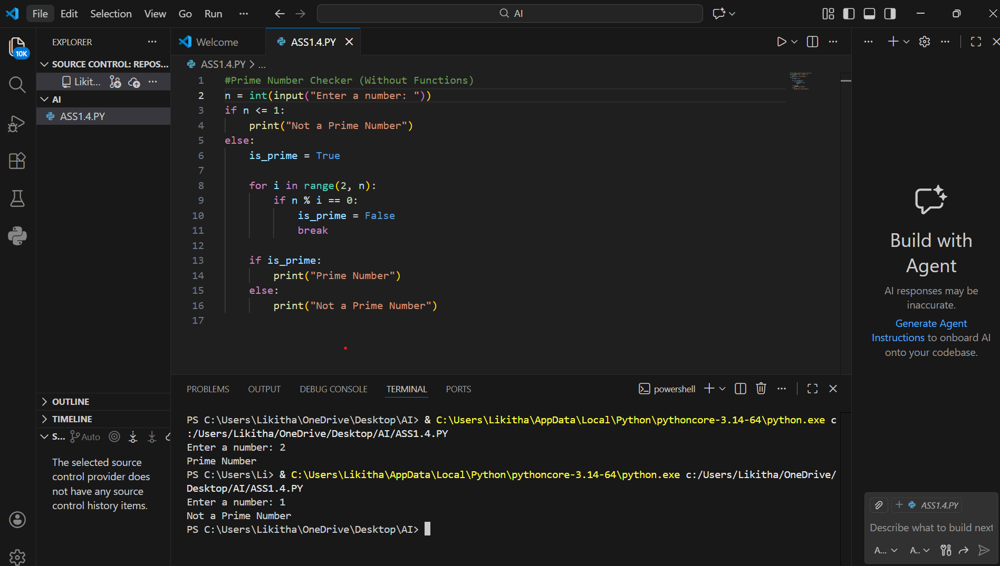 File Edit Selection View Go Run
AI
EXPLORER
10K
SOURCE CONTROL: REPOS...
Likit...
AI
ASS1.4.PY
OUTLINE
TIMELINE
S... Auto
The selected source
control provider does
not have any source
control history items.
Welcome
ASS1.4.PY
ASS1.4.PY > ...
1 #Prime Number Checker (Without Functions)
2 n = int(input("Enter a number: "))
3 if n <= 1:
4 print("Not a Prime Number")
5 else:
6 is_prime = True
7
8 for i in range(2, n):
9 if n % i == 0:
10 is_prime = False
11 break
12
13 if is_prime:
14 print("Prime Number")
15 else:
16 print("Not a Prime Number")
17
PROBLEMS OUTPUT DEBUG CONSOLE TERMINAL PORTS
powershell
PS C:\Users\Likitha\OneDrive\Desktop\AI> & C:\Users\Likitha\AppData\Local\Python\pythoncore-3.14-64\python.exe c
:/Users/Likitha/OneDrive/Desktop/AI/ASS1.4.PY
Enter a number: 2
Prime Number
PS C:\Users\Li> & C:\Users\Likitha\AppData\Local\Python\pythoncore-3.14-64\python.exe c:/Users/Likitha/OneDrive/
Desktop/AI/ASS1.4.PY
Enter a number: 1
Not a Prime Number
PS C:\Users\Likitha\OneDrive\Desktop\AI>
Build with
Agent
AI responses may be
inaccurate.
Generate Agent
Instructions to onboard AI
onto your codebase.
ASS1.4.PY
Describe what to build next
A... A..